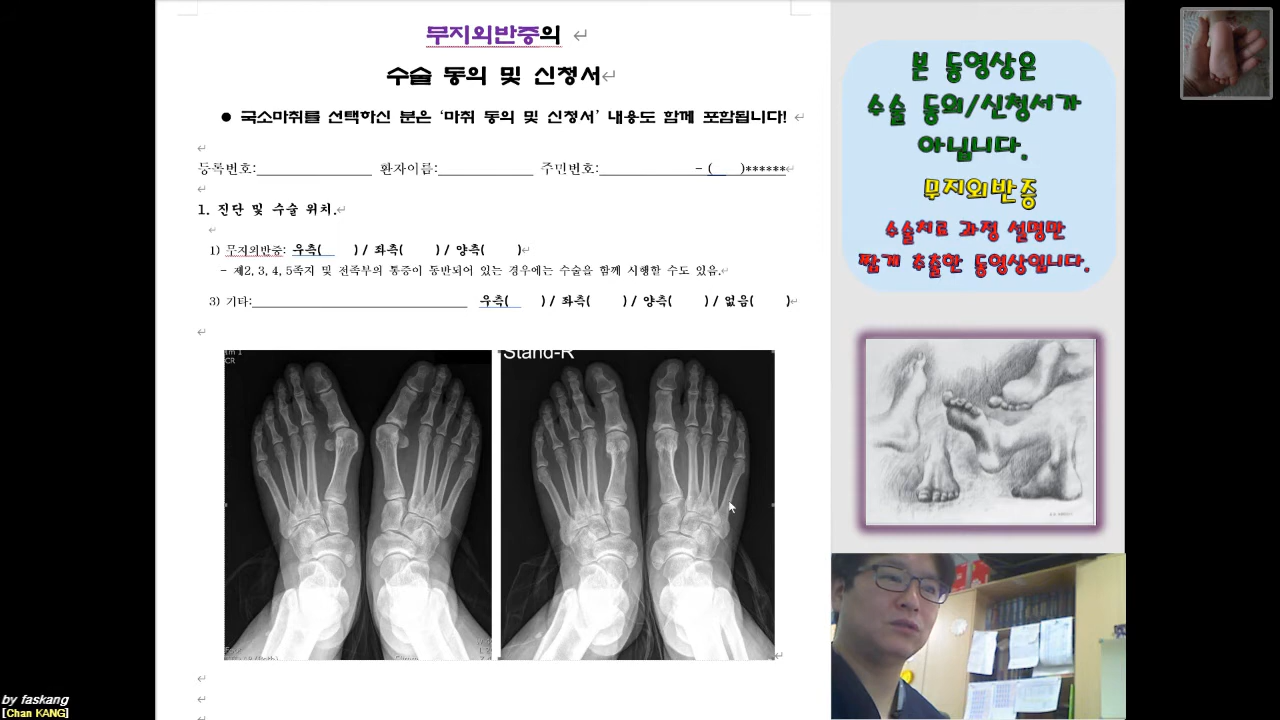 무지외반증의
수술 동의 및 신청서
● 국소마취를 선택하신 분은 ‘마취 동의 및 신청서’ 내용도 함께 포함됩니다!
등록번호:________________ 환자이름:______________ 주민번호:______________ – (   )******
1. 진단 및 수술 위치.
1) 무지외반증: 우측(    ) / 좌측(    ) / 양측(    )
– 제2, 3, 4, 5족지 및 전족부의 통증이 동반되어 있는 경우에는 수술을 함께 시행할 수도 있음.
3) 기타:______________________________ 우측(    ) / 좌측(    ) / 양측(    ) / 없음(    )
CR
Stand-R
본 동영상은
수술 동의/신청서가
아닙니다.
무지외반증
수술치료 과정 설명만
짧게 추출한 동영상입니다.
by faskang
[Chan KANG]